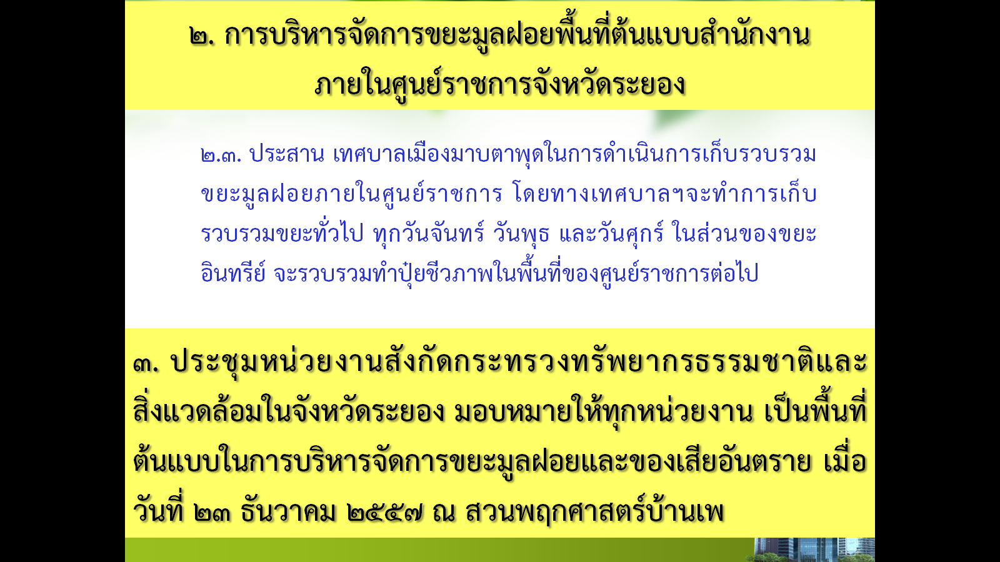 ๒. การบริหารจัดการขยะมูลฝอยพื้นที่ต้นแบบสำนักงาน
ภายในศูนย์ราชการจังหวัดระยอง
๒.๓. ประสาน เทศบาลเมืองมาบตาพุดในการดำเนินการเก็บรวบรวม
ขยะมูลฝอยภายในศูนย์ราชการ โดยทางเทศบาลฯจะทำการเก็บ
รวบรวมขยะทั่วไป ทุกวันจันทร์ วันพุธ และวันศุกร์ ในส่วนของขยะ
อินทรีย์ จะรวบรวมทำปุ๋ยชีวภาพในพื้นที่ของศูนย์ราชการต่อไป
๓. ประชุมหน่วยงานสังกัดกระทรวงทรัพยากรธรรมชาติและ
สิ่งแวดล้อมในจังหวัดระยอง มอบหมายให้ทุกหน่วยงาน เป็นพื้นที่
ต้นแบบในการบริหารจัดการขยะมูลฝอยและของเสียอันตราย เมื่อ
วันที่ ๒๓ ธันวาคม ๒๕๕๗ ณ สวนพฤกศาสตร์บ้านเพ